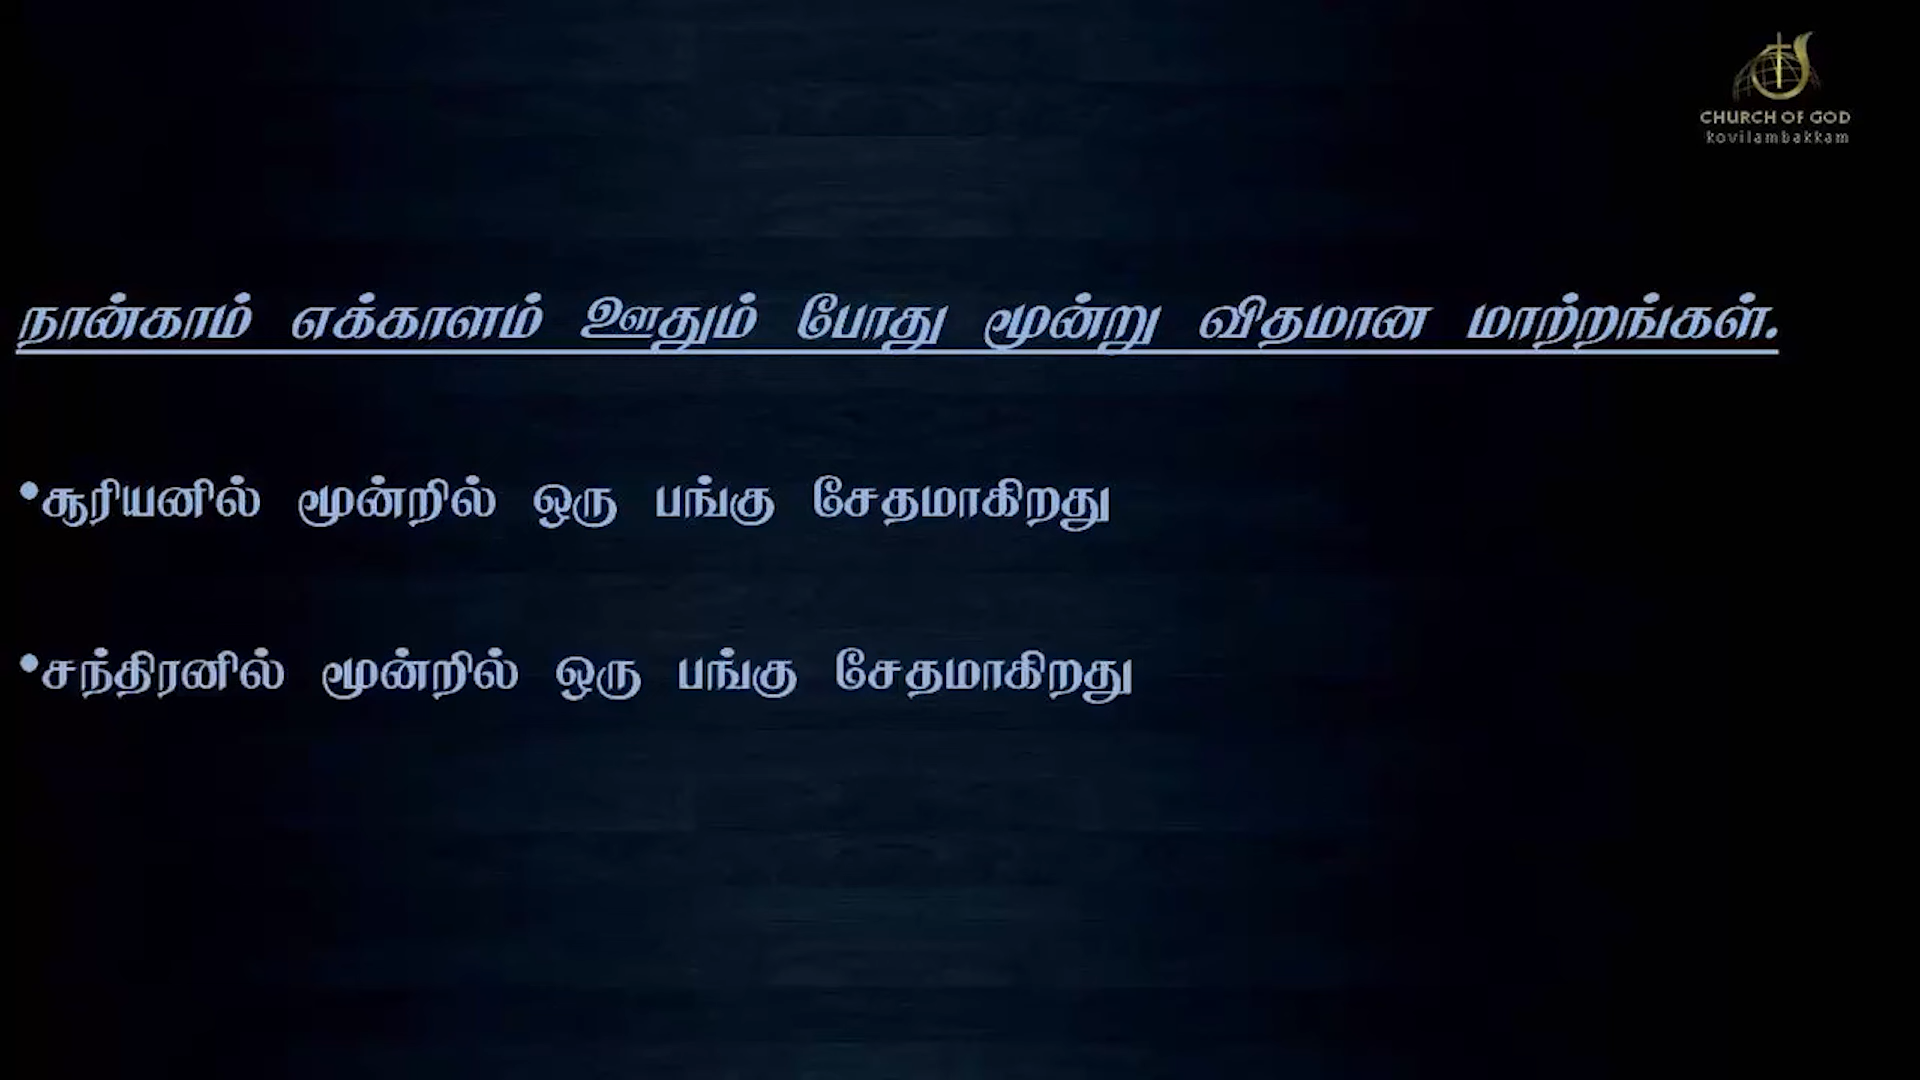 CHURCH OF GOD
kovilambakkam
நான்காம் எக்காளம் ஊதும் போது மூன்று விதமான மாற்றங்கள்.
•சூரியனில் மூன்றில் ஒரு பங்கு சேதமாகிறது
•சந்திரனில் மூன்றில் ஒரு பங்கு சேதமாகிறது